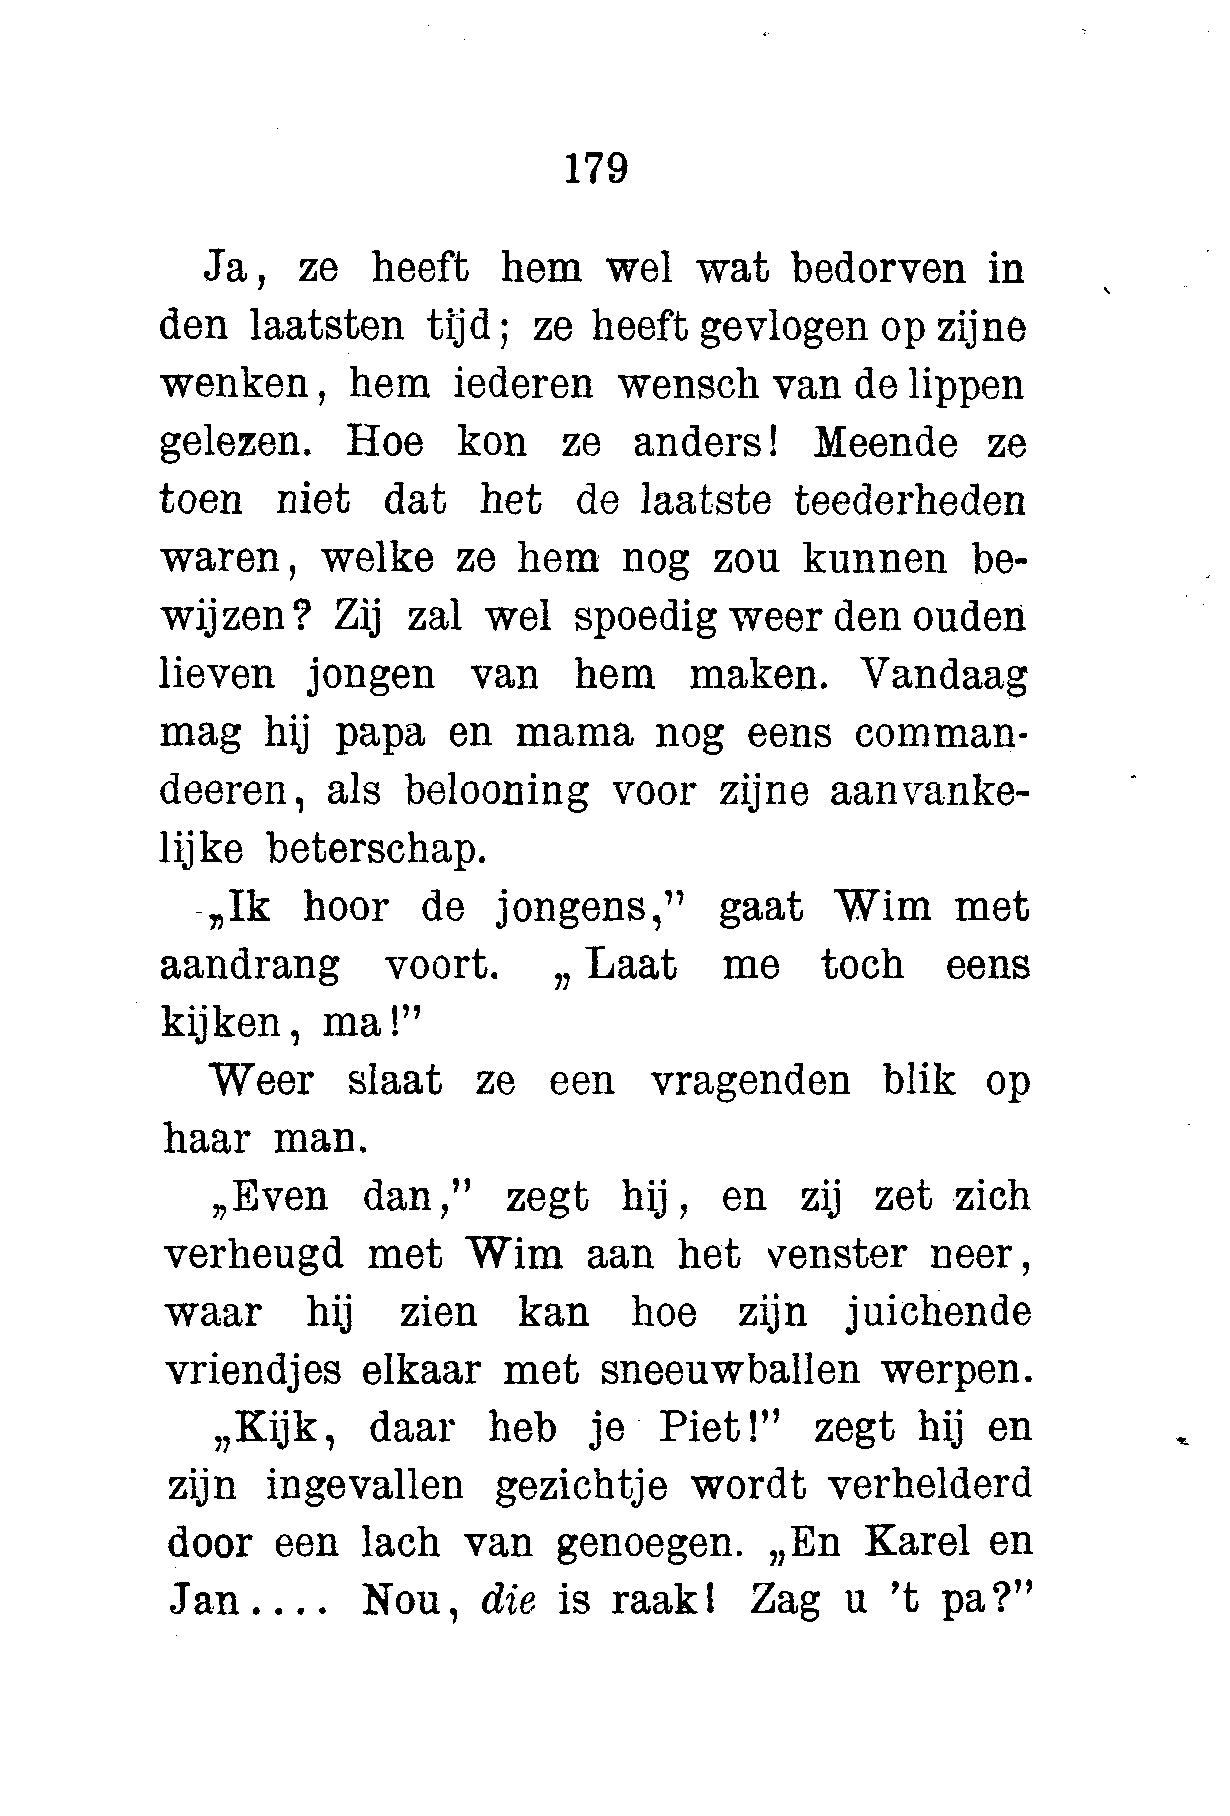 179
Ja, ze heeft hem wel wat bedorven in
den laatsten tijd; ze heeft gevlogen op zijne
wenken, hem iederen wensch van de lippen
gelezen. Hoe kon ze anders! Meende ze
toen niet dat het de laatste teederheden
waren, welke ze hem nog zou kunnen be-
wijzen? Zij zal wel spoedig weer den ouden
lieven jongen van hem maken. Vandaag
mag hij papa en mama nog eens comman-
deeren, als belooning voor zijne aanvanke-
lijke beterschap.
„Ik hoor de jongens,” gaat Wim met
aandrang voort. „Laat me toch eens
kijken, ma!”
Weer slaat ze een vragenden blik op
haar man.
„Even dan,” zegt hij, en zij zet zich
verheugd met Wim aan het venster neer,
waar hij zien kan hoe zijn juichende
vriendjes elkaar met sneeuwballen werpen.
„Kijk, daar heb je Piet!” zegt hij en
zijn ingevallen gezichtje wordt verhelderd
door een lach van genoegen. „En Karel en
Jan.... Nou, die is raak! Zag u 't pa?”